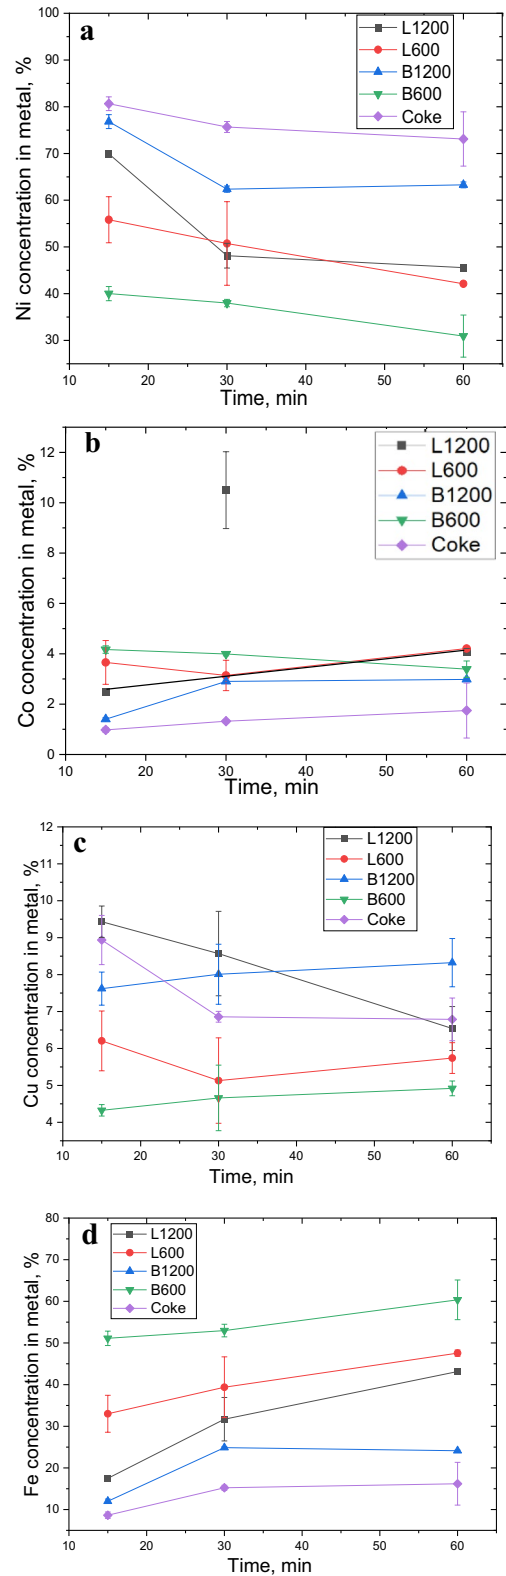 a
L1200
L600
B1200
B600
Coke
Ni concentration in metal, %
100
90
80
70
60
50
40
30
10 20 30 40 50 60
Time, min
b
L1200
L600
B1200
B600
Coke
Co concentration in metal, %
12
10
8
6
4
2
0
10 20 30 40 50 60
Time, min
c
L1200
L600
B1200
B600
Coke
Cu concentration in metal, %
12
11
10
9
8
7
6
5
4
10 20 30 40 50 60
Time, min
d
L1200
L600
B1200
B600
Coke
Fe concentration in metal, %
80
70
60
50
40
30
20
10
10 20 30 40 50 60
Time, min